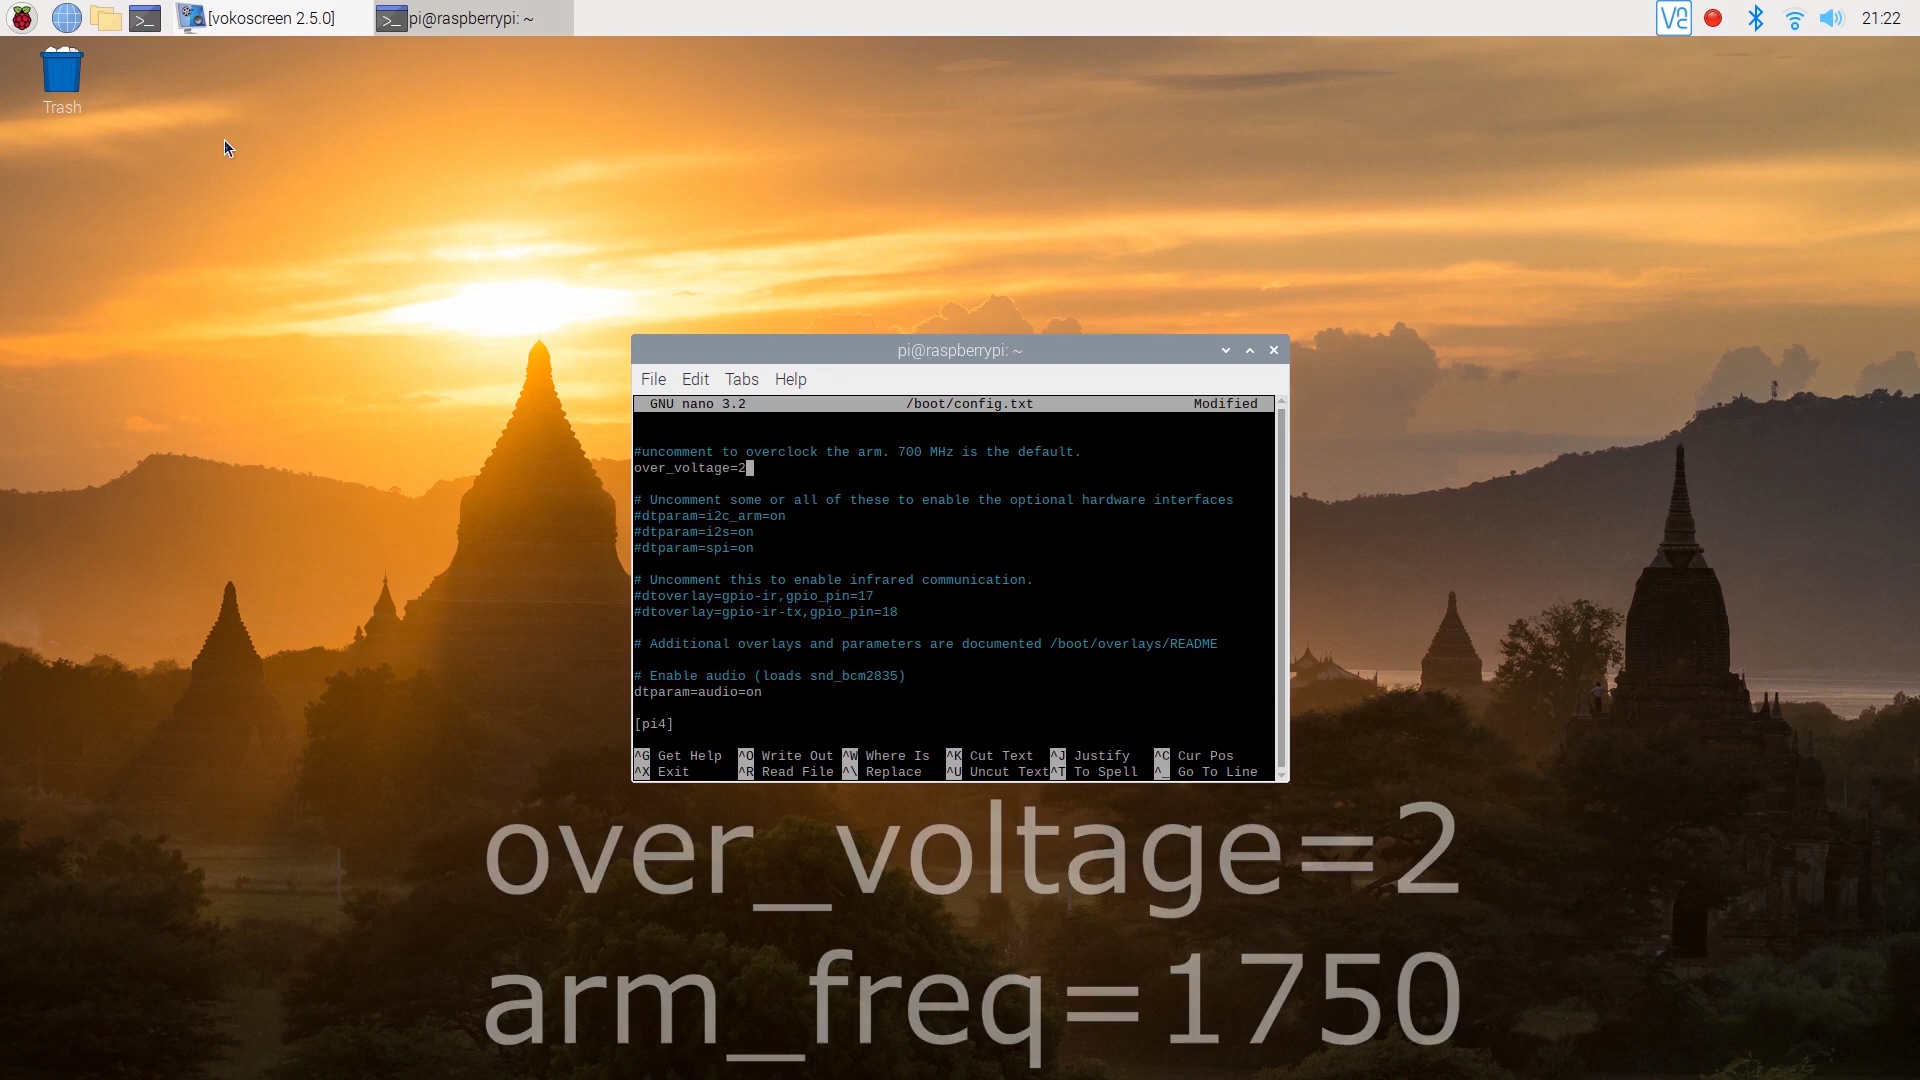 [vokoscreen 2.5.0]
pi@raspberrypi: ~
21:22
Trash
pi@raspberrypi: ~
File Edit Tabs Help
GNU nano 3.2 /boot/config.txt Modified
#uncomment to overclock the arm. 700 MHz is the default.
over_voltage=2
# Uncomment some or all of these to enable the optional hardware interfaces
#dtparam=i2c_arm=on
#dtparam=i2s=on
#dtparam=spi=on
# Uncomment this to enable infrared communication.
#dtoverlay=gpio-ir,gpio_pin=17
#dtoverlay=gpio-ir-tx,gpio_pin=18
# Additional overlays and parameters are documented /boot/overlays/README
# Enable audio (loads snd_bcm2835)
dtparam=audio=on
[pi4]
^G Get Help ^O Write Out ^W Where Is ^K Cut Text ^J Justify ^C Cur Pos
^X Exit ^R Read File ^\ Replace ^U Uncut Text ^T To Spell ^_ Go To Line
over_voltage=2
arm_freq=1750